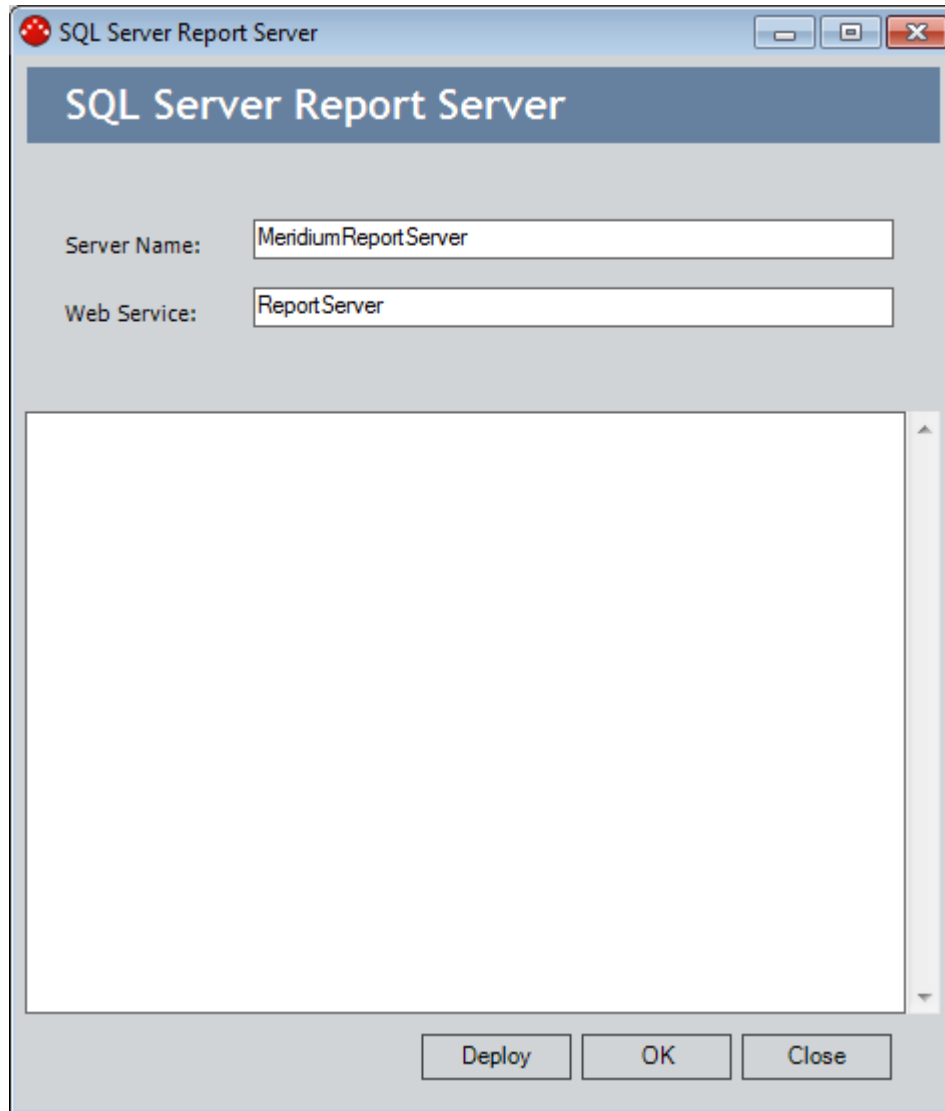 SQL Server Report Server
SQL Server Report Server
Server Name: MeridiumReportServer
Web Service: ReportServer
Deploy OK Close